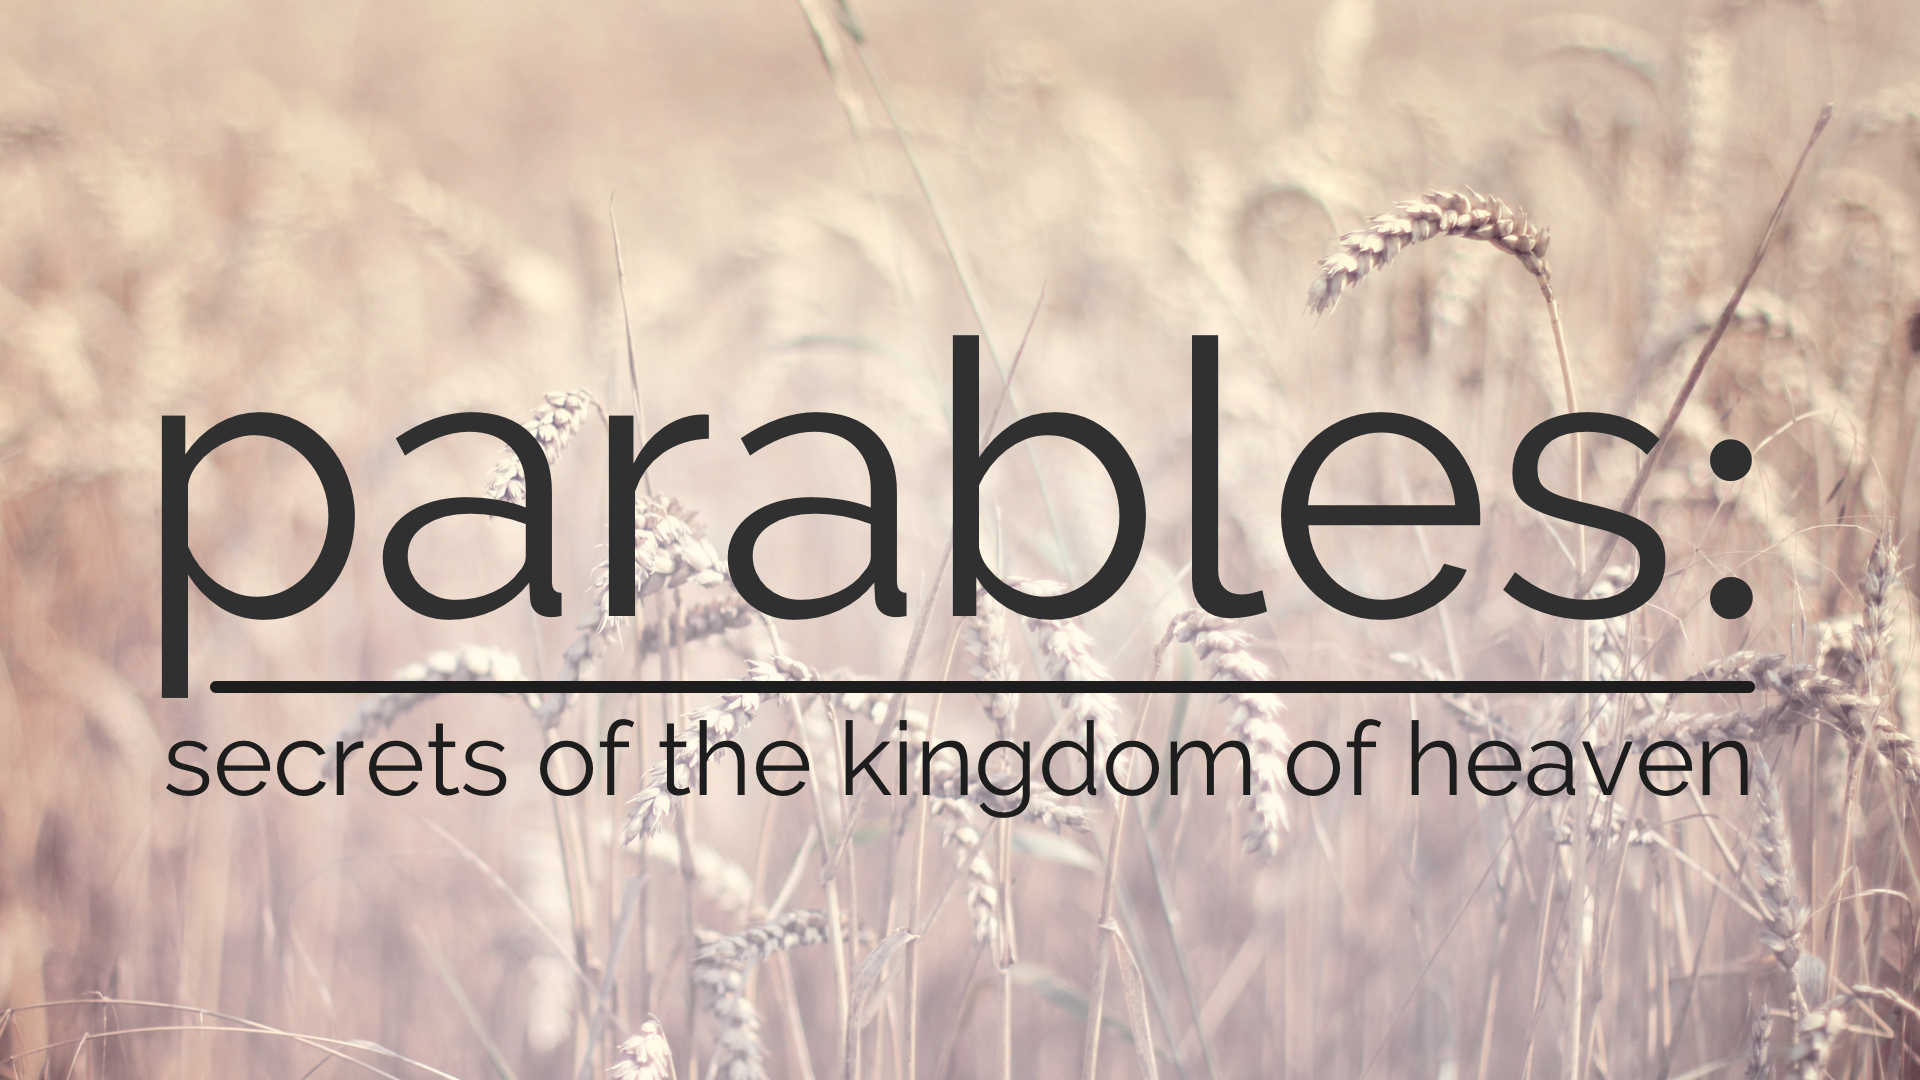 parables:
secrets of the kingdom of heaven